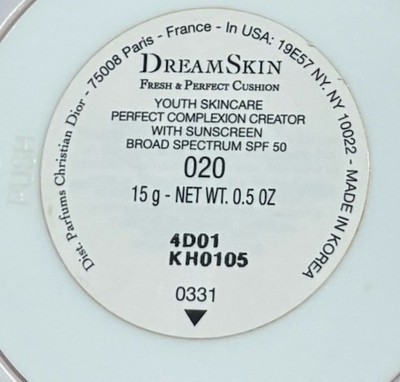 Dist. Parfums Christian Dior - 75008 Paris - France - In USA: 19E57 NY. NY 10022 - MADE IN KOREA
DREAMSKIN
FRESH & PERFECT CUSHION
YOUTH SKINCARE
PERFECT COMPLEXION CREATOR
WITH SUNSCREEN
BROAD SPECTRUM SPF 50
020
15 g - NET WT. 0.5 OZ
4D01
KH0105
0331
PUSH